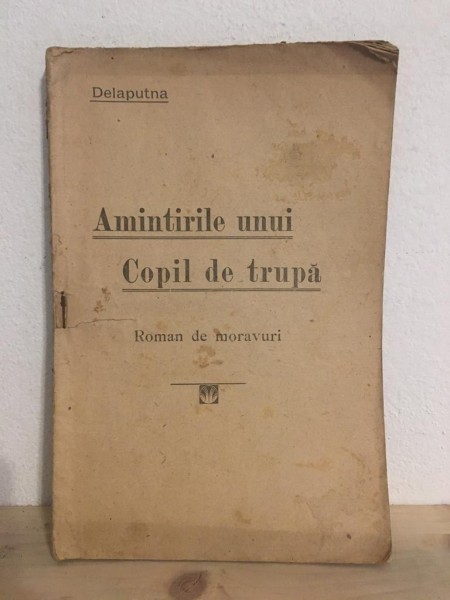 Delaputna
Amintirile unui
Copil de trupă
Roman de moravuri